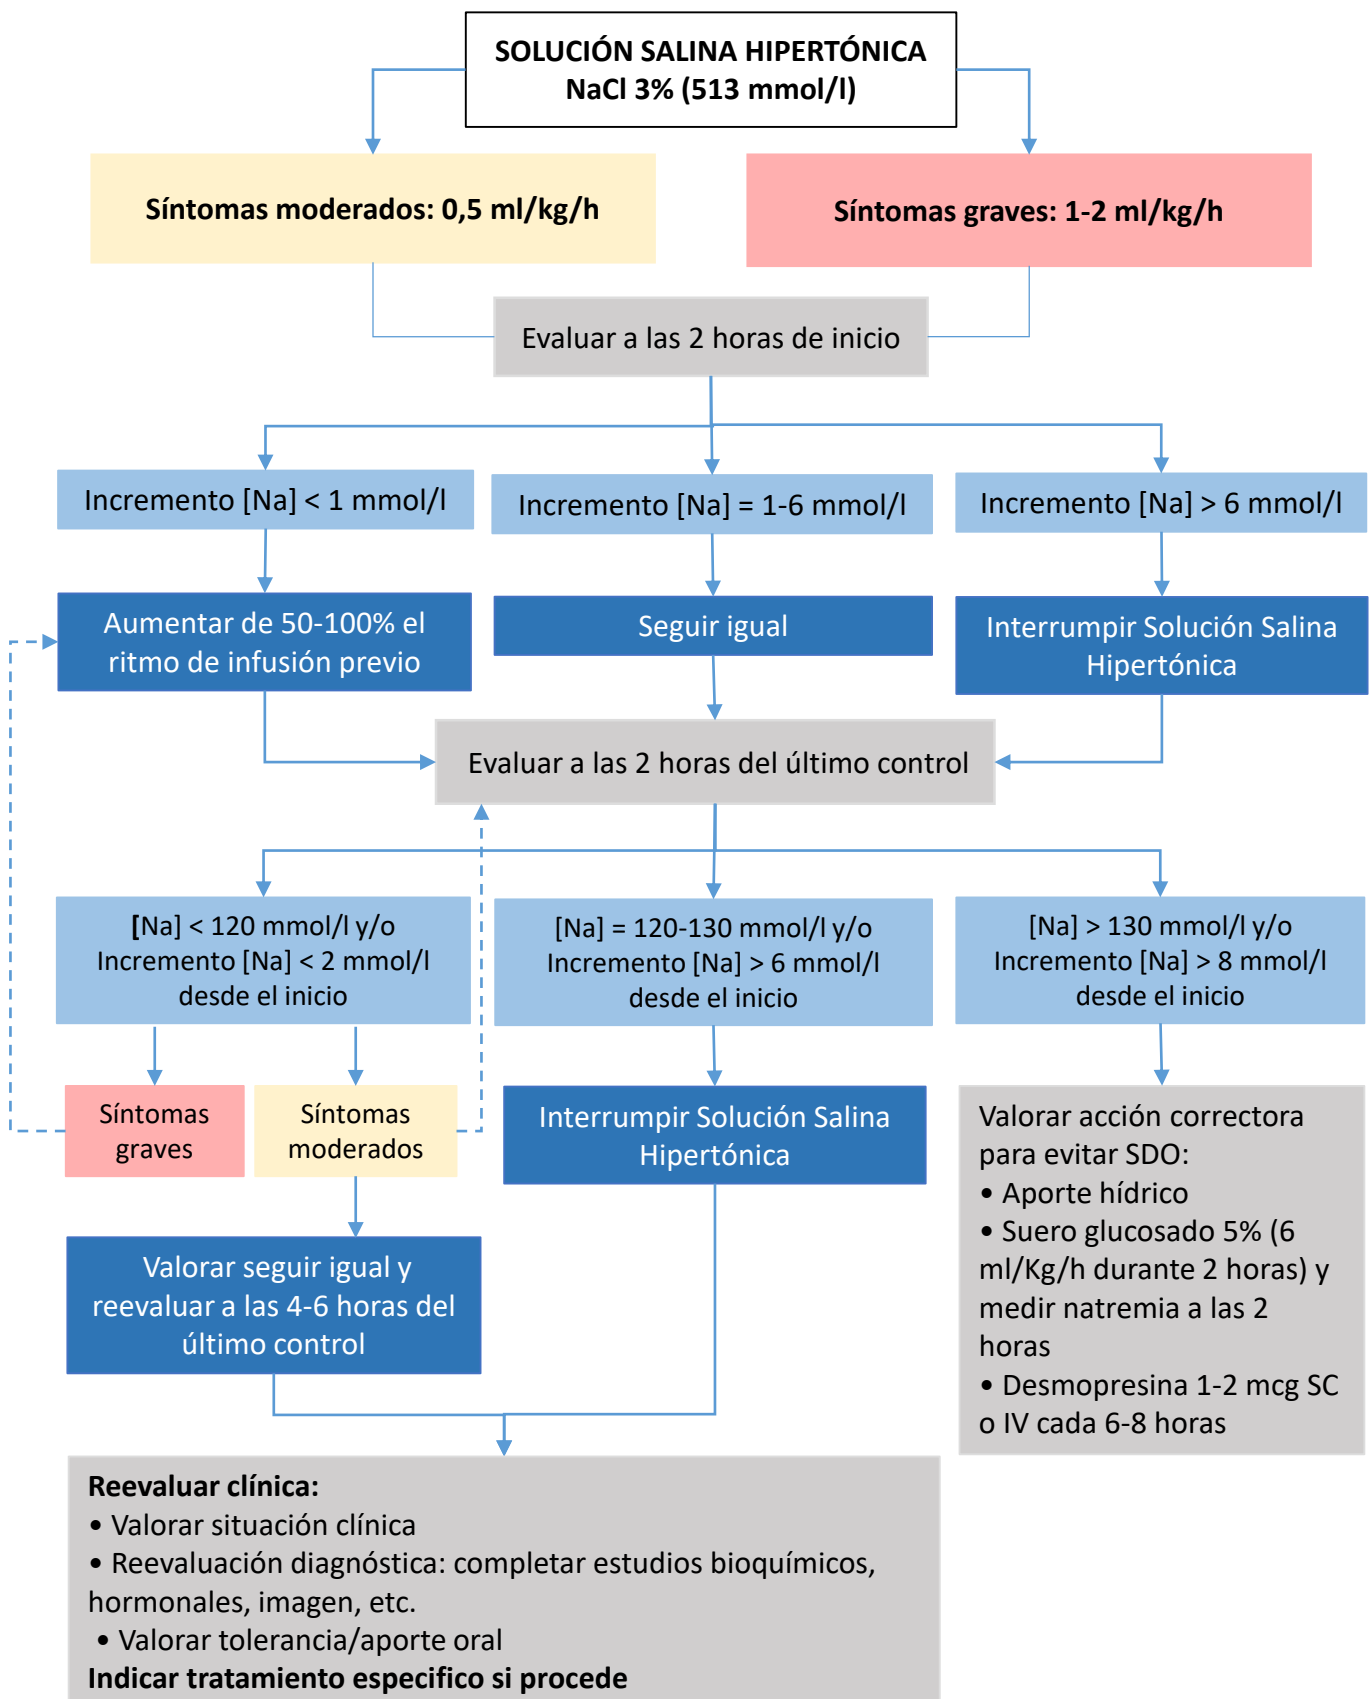 SOLUCIÓN SALINA HIPERTÓNICA
NaCl 3% (513 mmol/l)
Síntomas moderados: 0,5 ml/kg/h
Síntomas graves: 1-2 ml/kg/h
Evaluar a las 2 horas de inicio
Incremento [Na] < 1 mmol/l
Incremento [Na] = 1-6 mmol/l
Incremento [Na] > 6 mmol/l
Aumentar de 50-100% el
ritmo de infusión previo
Seguir igual
Interrumpir Solución Salina
Hipertónica
Evaluar a las 2 horas del último control
[Na] < 120 mmol/l y/o
Incremento [Na] < 2 mmol/l
desde el inicio
[Na] = 120-130 mmol/l y/o
Incremento [Na] > 6 mmol/l
desde el inicio
[Na] > 130 mmol/l y/o
Incremento [Na] > 8 mmol/l
desde el inicio
Síntomas
graves
Síntomas
moderados
Interrumpir Solución Salina
Hipertónica
Valorar acción correctora
para evitar SDO:
• Aporte hídrico
• Suero glucosado 5% (6
ml/Kg/h durante 2 horas) y
medir natremia a las 2
horas
• Desmopresina 1-2 mcg SC
o IV cada 6-8 horas
Valorar seguir igual y
reevaluar a las 4-6 horas del
último control
Reevaluar clínica:
• Valorar situación clínica
• Reevaluación diagnóstica: completar estudios bioquímicos,
hormonales, imagen, etc.
• Valorar tolerancia/aporte oral
Indicar tratamiento especifico si procede